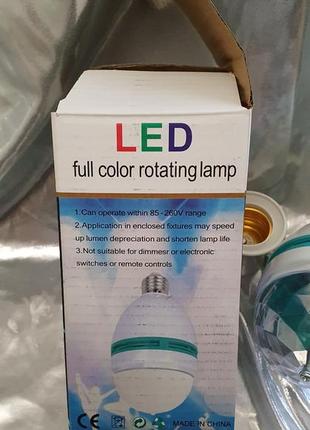 LED
full color rotating lamp
1.Can operate within 85-260V range
2.Application in enclosed fixtures may speed
up lumen depreciation and shorten lamp life
3.Not suitable for dimmesr or electronic
switches or remote controls
CE MADE IN CHINA